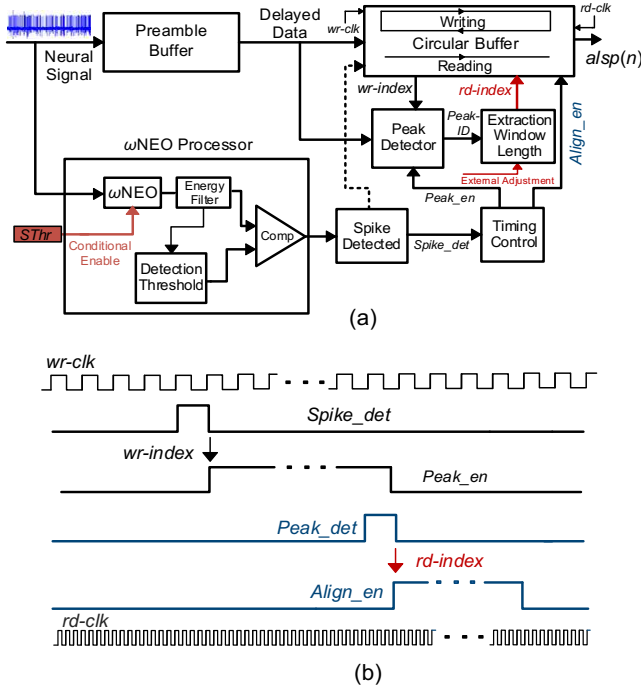 Neural
Signal
Preamble
Buffer
Delayed
Data
wr-clk
Writing
Circular Buffer
Reading
rd-clk
alsp(n)
wr-index
rd-index
Align_en
Peak
Detector
Peak-
ID
Extraction
Window
Length
External Adjustment
Peak_en
ωNEO Processor
ωNEO
Energy
Filter
SThr
Conditional
Enable
Detection
Threshold
Comp
Spike
Detected
Spike_det
Timing
Control
(a)
wr-clk
Spike_det
wr-index
Peak_en
Peak_det
rd-index
Align_en
rd-clk
(b)